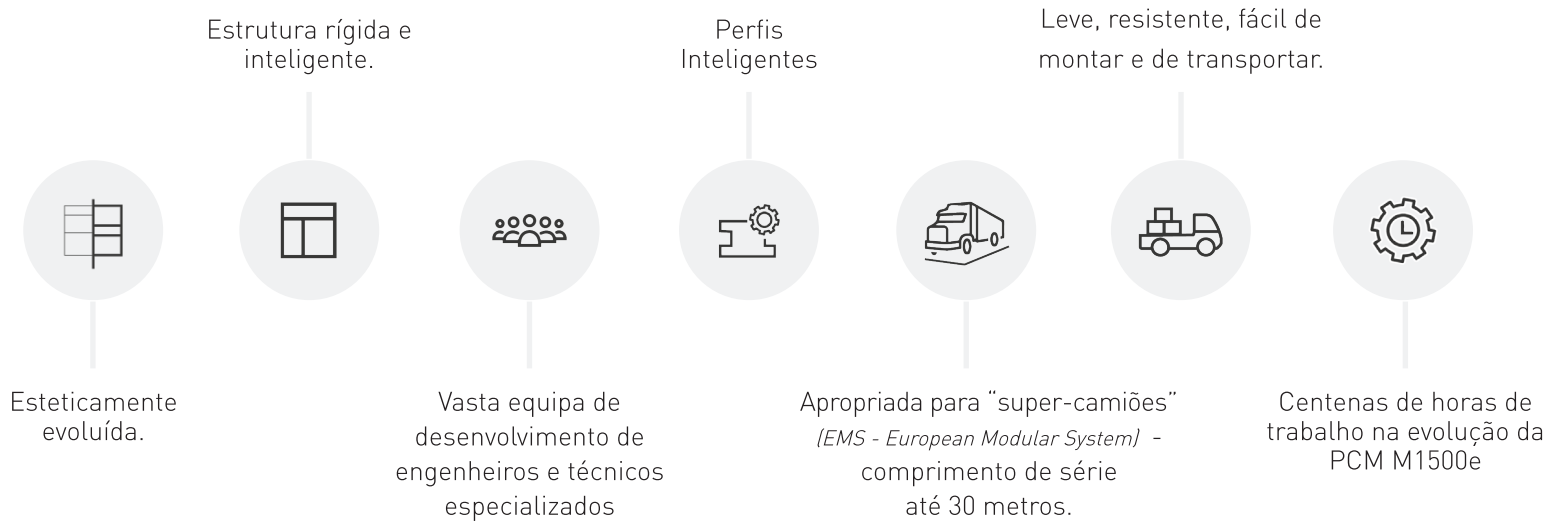 Esteticamente
evoluída.
Estrutura rígida e
inteligente.
Vasta equipa de
desenvolvimento de
engenheiros e técnicos
especializados
Perfis
Inteligentes
Apropriada para “super-camiões”
(EMS - European Modular System) -
comprimento de série
até 30 metros.
Leve, resistente, fácil de
montar e de transportar.
Centenas de horas de
trabalho na evolução da
PCM M1500e